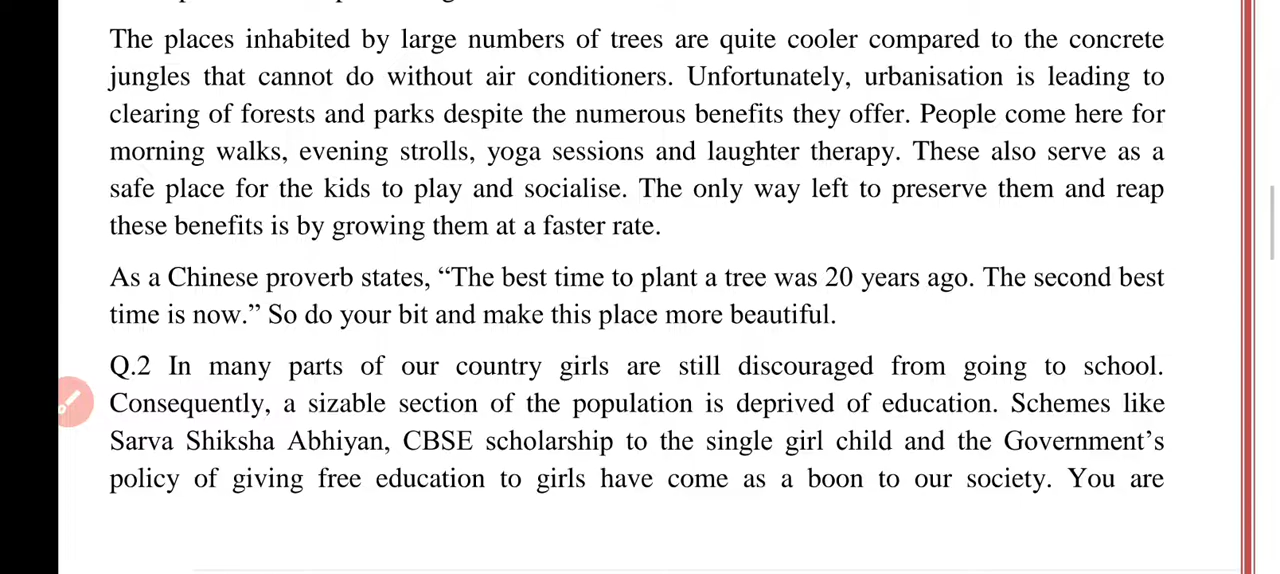 The places inhabited by large numbers of trees are quite cooler compared to the concrete
jungles that cannot do without air conditioners. Unfortunately, urbanisation is leading to
clearing of forests and parks despite the numerous benefits they offer. People come here for
morning walks, evening strolls, yoga sessions and laughter therapy. These also serve as a
safe place for the kids to play and socialise. The only way left to preserve them and reap
these benefits is by growing them at a faster rate.
As a Chinese proverb states, “The best time to plant a tree was 20 years ago. The second best
time is now.” So do your bit and make this place more beautiful.
Q.2 In many parts of our country girls are still discouraged from going to school.
Consequently, a sizable section of the population is deprived of education. Schemes like
Sarva Shiksha Abhiyan, CBSE scholarship to the single girl child and the Government’s
policy of giving free education to girls have come as a boon to our society. You are